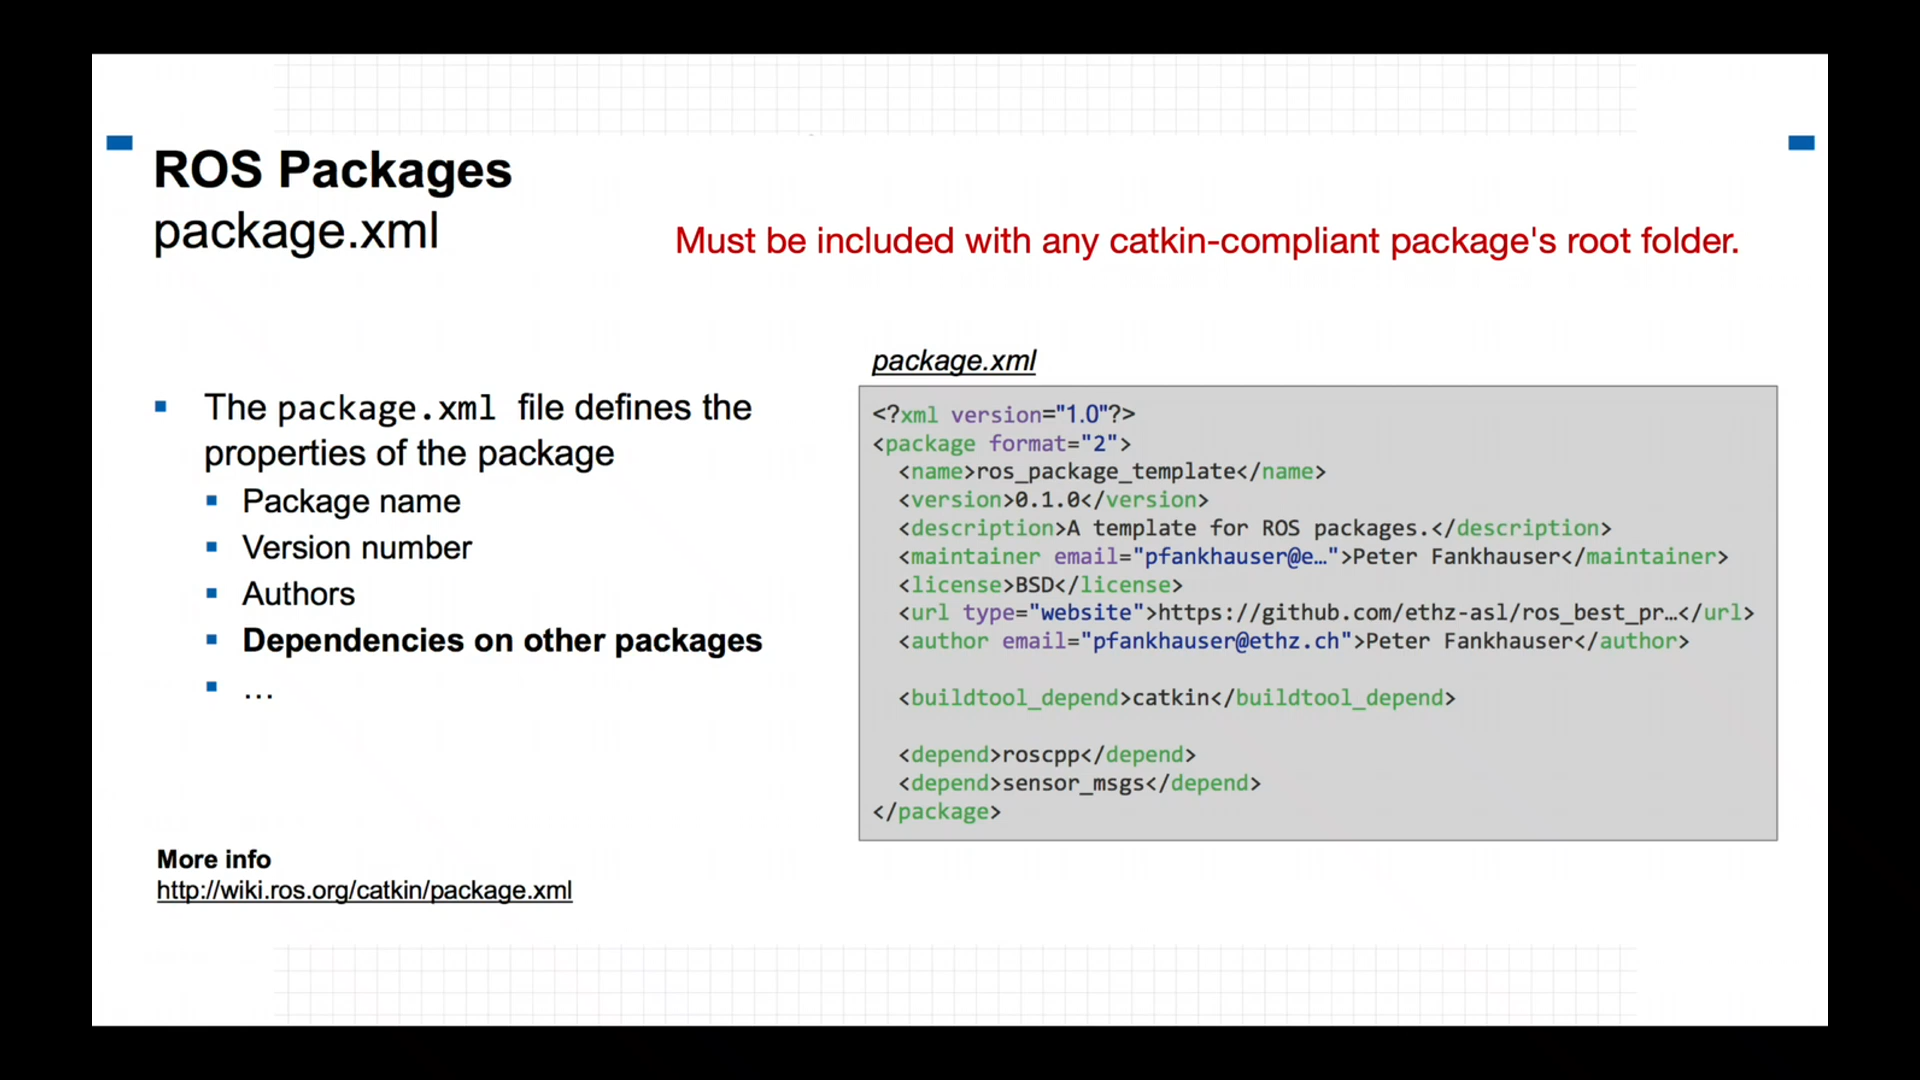 ROS Packages
package.xml
Must be included with any catkin-compliant package's root folder.
The package.xml file defines the
properties of the package
Package name
Version number
Authors
Dependencies on other packages
…
More info
http://wiki.ros.org/catkin/package.xml
package.xml
<?xml version="1.0"?>
<package format="2">
  <name>ros_package_template</name>
  <version>0.1.0</version>
  <description>A template for ROS packages.</description>
  <maintainer email="pfankhauser@e…">Peter Fankhauser</maintainer>
  <license>BSD</license>
  <url type="website">https://github.com/ethz-asl/ros_best_pr…</url>
  <author email="pfankhauser@ethz.ch">Peter Fankhauser</author>
  <buildtool_depend>catkin</buildtool_depend>
  <depend>roscpp</depend>
  <depend>sensor_msgs</depend>
</package>